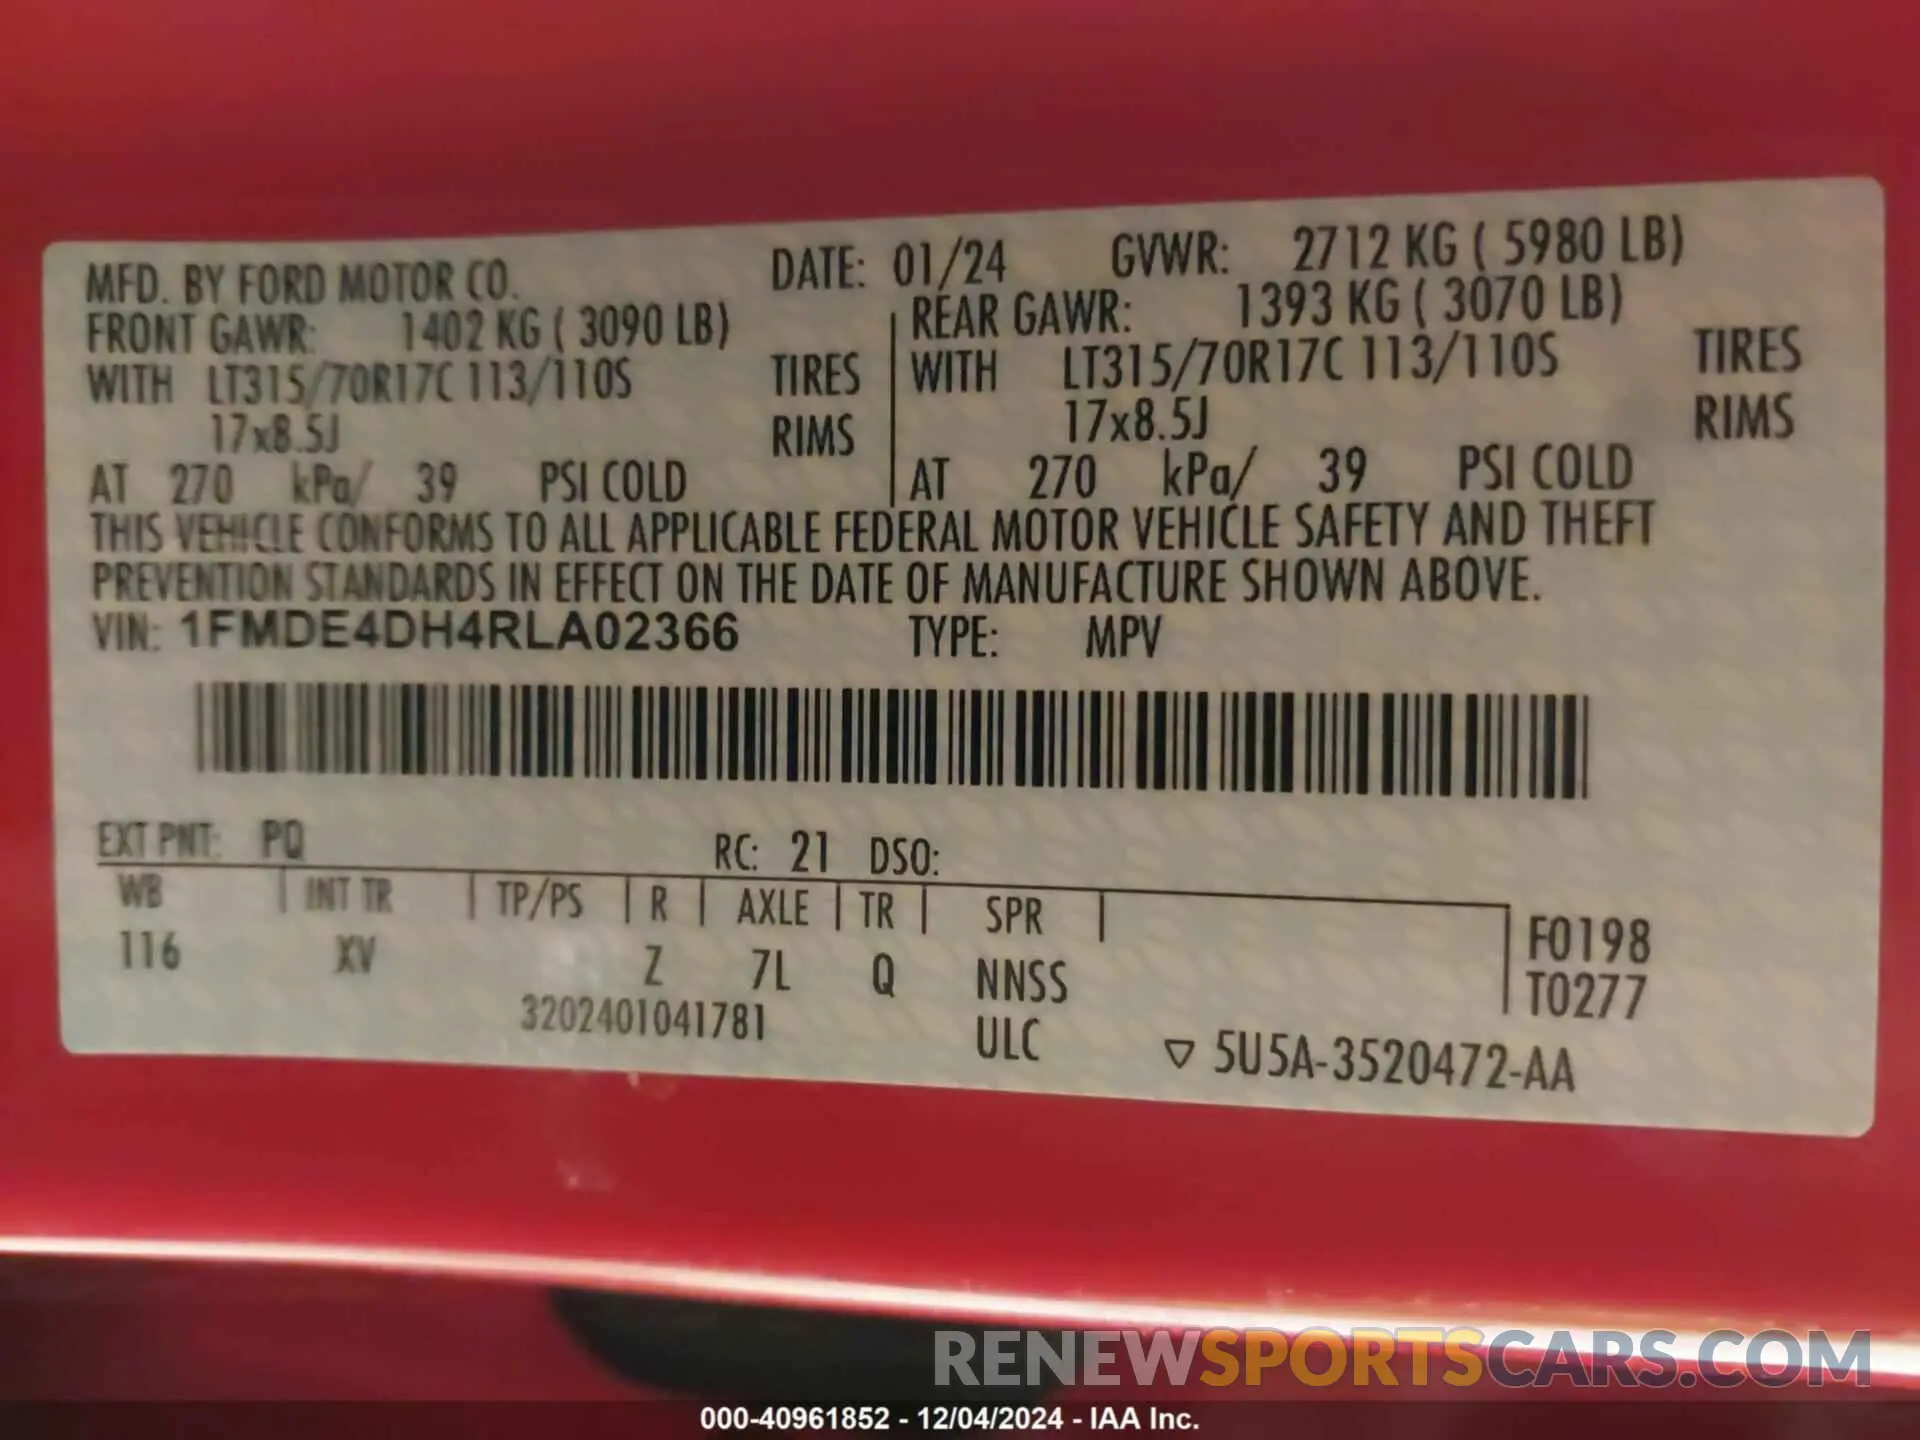 MFD. BY FORD MOTOR CO. DATE: 01/24 GVWR: 2712 KG ( 5980 LB)
FRONT GAWR: 1402 KG ( 3090 LB) REAR GAWR: 1393 KG ( 3070 LB)
WITH LT315/70R17C 113/110S TIRES WITH LT315/70R17C 113/110S TIRES
17x8.5J RIMS 17x8.5J RIMS
AT 270 kPa/ 39 PSI COLD AT 270 kPa/ 39 PSI COLD
THIS VEHICLE CONFORMS TO ALL APPLICABLE FEDERAL MOTOR VEHICLE SAFETY AND THEFT
PREVENTION STANDARDS IN EFFECT ON THE DATE OF MANUFACTURE SHOWN ABOVE.
VIN: 1FMDE4DH4RLA02366 TYPE: MPV
EXT PNT: PQ RC: 21 DSO:
WB INT TR TP/PS R AXLE TR SPR F0198
116 XV Z 7L Q NNSS T0277
3202401041781 ULC ▽ 5U5A-3520472-AA
RENEWSPORTSCARS.COM
000-40961852 - 12/04/2024 - IAA Inc.